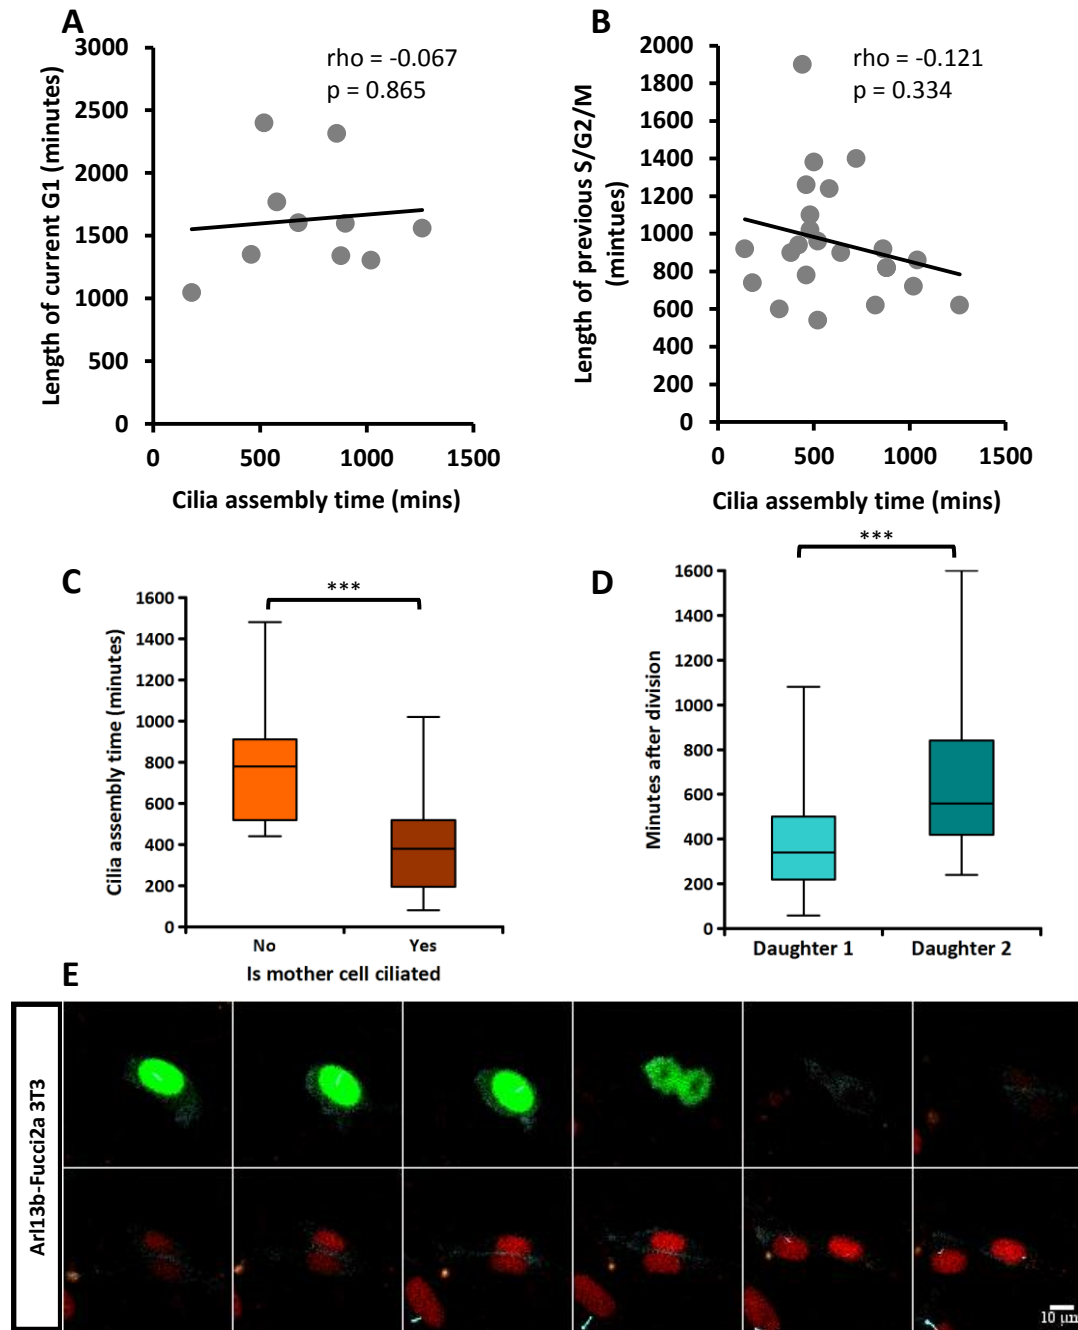 A
3000
2500
2000
1500
1000
500
0
Length of current G1 (minutes)
rho = -0.067
p = 0.865
0 500 1000 1500
Cilia assembly time (mins)
B
2000
1800
1600
1400
1200
1000
800
600
400
200
0
Length of previous S/G2/M
(mintues)
rho = -0.121
p = 0.334
0 500 1000 1500
Cilia assembly time (mins)
C
1600
1400
1200
1000
800
600
400
200
0
Cilia assembly time (minutes)
***
No Yes
Is mother cell ciliated
D
1600
1400
1200
1000
800
600
400
200
0
Minutes after division
***
Daughter 1 Daughter 2
E
Arl13b-Fucci2a 3T3
10 µm